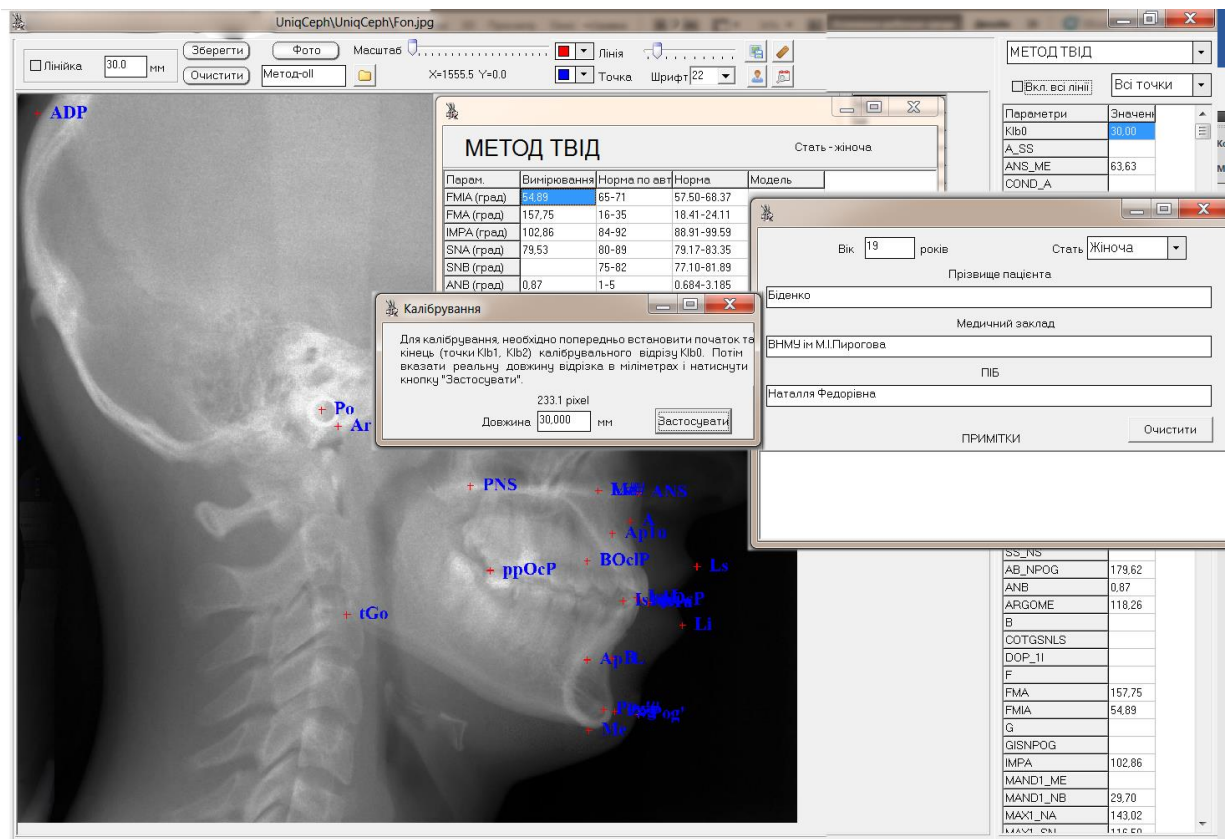 UniqCeph\UniqCeph\Fon.jpg
Лінійка 30.0 мм
Зберегти Фото Масштаб Лінія
Очистити Метод-oll X=1555.5 Y=0.0 Точка Шрифт 22
МЕТОД ТВІД
Вкл. всі лінії Всі точки
Параметри Значен
Klb0 30,00
A_SS
ANS_ME 63,63
COND_A
МЕТОД ТВІД Стать - жіноча
Парам. Вимірювання Норма по авт Норма Модель
FMIA (град) 54,89 65-71 57.50-68.37
FMA (град) 157,75 16-35 18.41-24.11
IMPA (град) 102,86 84-92 88.91-99.59
SNA (град) 79,53 80-89 79.17-83.35
SNB (град) 75-82 77.10-81.89
ANB (град) 0,87 1-5 0.684-3.185
Вік 19 років Стать Жіноча
Прізвище пацієнта
Біденко
Медичний заклад
ВНМУ ім М.І.Пирогова
ПІБ
Наталля Федорівна
ПРИМІТКИ Очистити
Калібрування
Для калібрування, необхідно попередньо встановити початок та
кінець (точки Klb1, Klb2) калібрувального відрізу Klb0. Потім
вказати реальну довжину відрізка в міліметрах і натиснути
кнопку "Застосувати".
233.1 pixel
Довжина 30,000 мм Застосувати
ADP
Po
Ar
PNS
ANS
A
BOclP
Ls
ppOcP
tGo
Li
Me
SS_NS
AB_NPOG 179,62
ANB 0,87
ARGOME 118,26
B
COTGSNLS
DOP_1I
F
FMA 157,75
FMIA 54,89
G
GISNPOG
IMPA 102,86
MAND1_ME
MAND1_NB 29,70
MAX1_NA 143,02